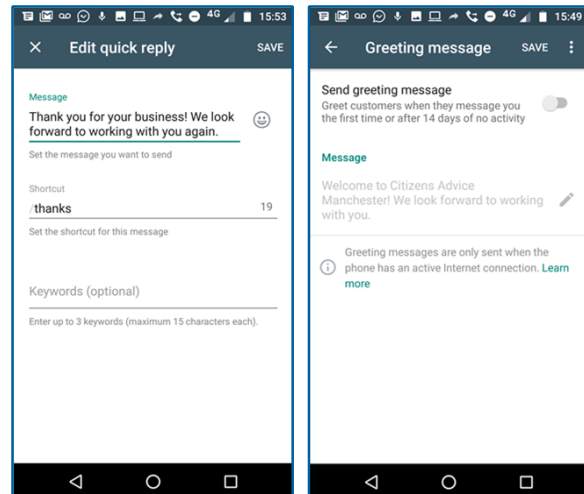 4G 15:53
Edit quick reply SAVE
Message
Thank you for your business! We look
forward to working with you again.
Set the message you want to send
Shortcut
/thanks 19
Set the shortcut for this message
Keywords (optional)
Enter up to 3 keywords (maximum 15 characters each).
4G 15:49
Greeting message SAVE
Send greeting message
Greet customers when they message you
the first time or after 14 days of no activity
Message
Welcome to Citizens Advice
Manchester! We look forward to working
with you.
Greeting messages are only sent when the
phone has an active Internet connection. Learn
more